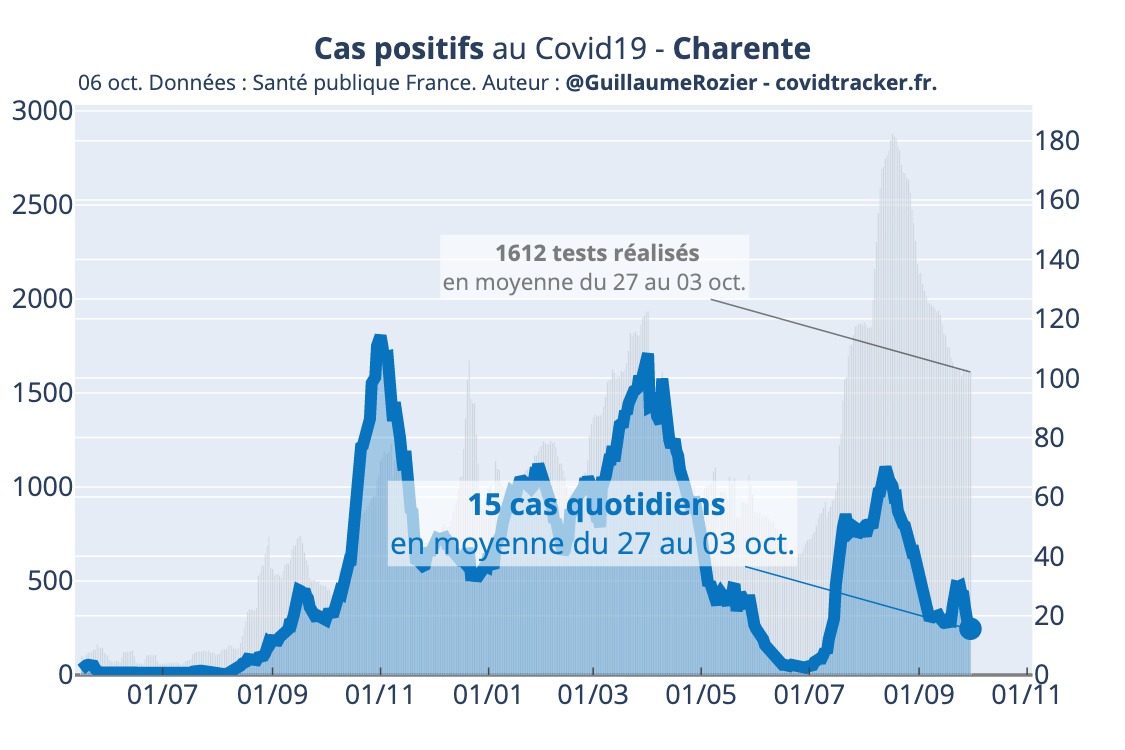 Cas positifs au Covid19 - Charente
06 oct. Données : Santé publique France. Auteur : @GuillaumeRozier - covidtracker.fr.
3000
2500
2000
1500
1000
500
0
180
160
140
120
100
80
60
40
20
0
1612 tests réalisés
en moyenne du 27 au 03 oct.
15 cas quotidiens
en moyenne du 27 au 03 oct.
01/07 01/09 01/11 01/01 01/03 01/05 01/07 01/09 01/11